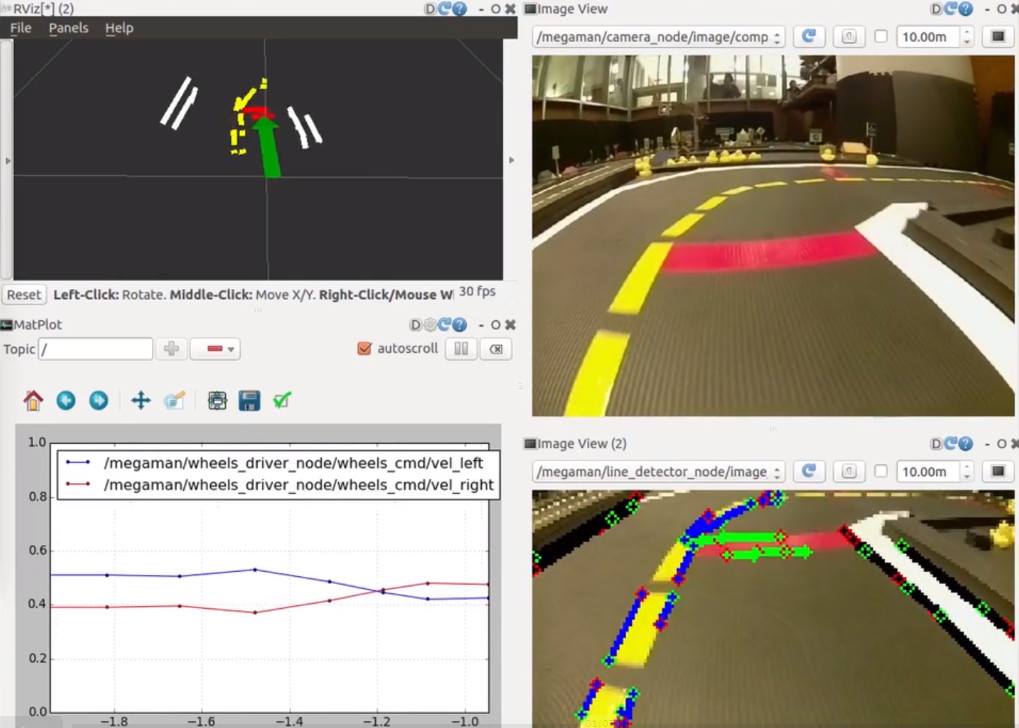 RViz[*] (2)
File Panels Help
Reset Left-Click: Rotate. Middle-Click: Move X/Y. Right-Click/Mouse W 30 fps
MatPlot
Topic / autoscroll
1.0
/megaman/wheels_driver_node/wheels_cmd/vel_left
/megaman/wheels_driver_node/wheels_cmd/vel_right
0.8
0.6
0.4
0.2
0.0
−1.8 −1.6 −1.4 −1.2 −1.0
Image View
/megaman/camera_node/image/comp 10.00m
Image View (2)
/megaman/line_detector_node/image 10.00m